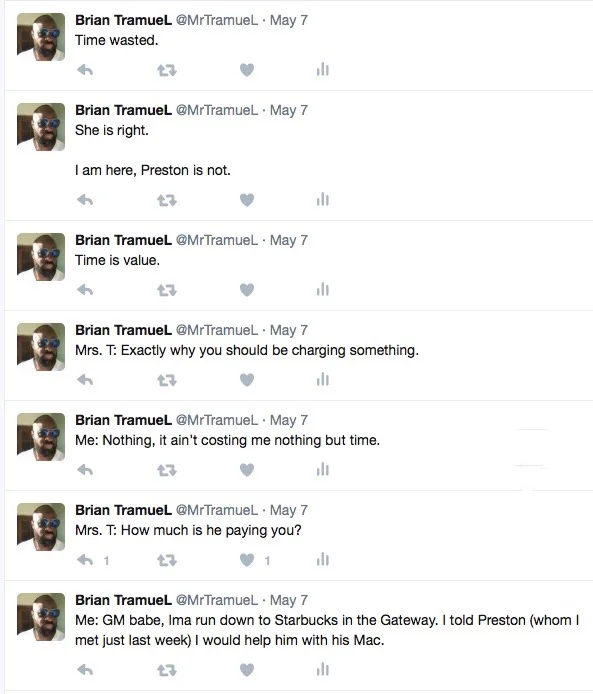 Brian TramueL @MrTramueL · May 7
Time wasted.
Brian TramueL @MrTramueL · May 7
She is right.
I am here, Preston is not.
Brian TramueL @MrTramueL · May 7
Time is value.
Brian TramueL @MrTramueL · May 7
Mrs. T: Exactly why you should be charging something.
Brian TramueL @MrTramueL · May 7
Me: Nothing, it ain't costing me nothing but time.
Brian TramueL @MrTramueL · May 7
Mrs. T: How much is he paying you?
1 1
Brian TramueL @MrTramueL · May 7
Me: GM babe, Ima run down to Starbucks in the Gateway. I told Preston (whom I
met just last week) I would help him with his Mac.